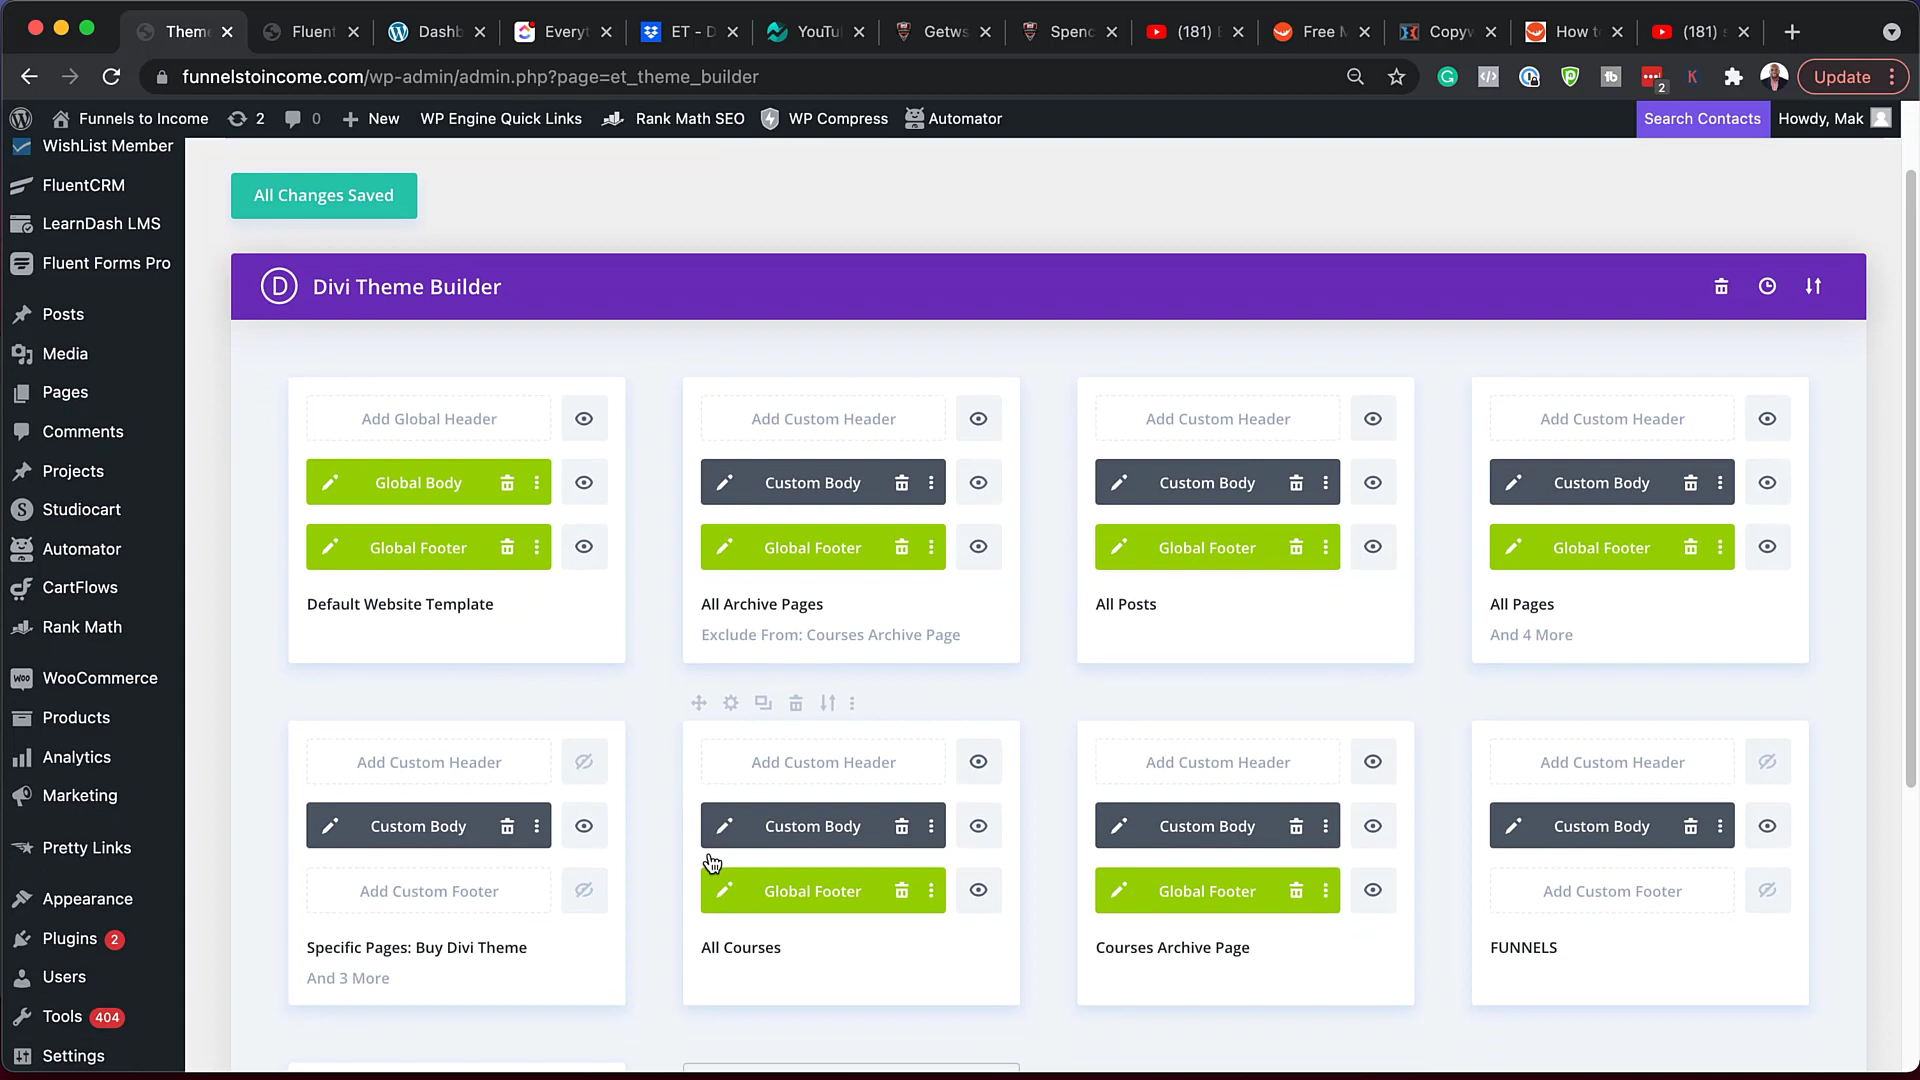 Them
Fluent
Dashb
Everyt
ET - D
YouTu
Getws
Spenc
(181) E
Free M
Copyw
How to
(181) s
funnelstoincome.com/wp-admin/admin.php?page=et_theme_builder
2
Update
Funnels to Income
2
0
New
WP Engine Quick Links
Rank Math SEO
WP Compress
Automator
Search Contacts
Howdy, Mak
WishList Member
FluentCRM
LearnDash LMS
Fluent Forms Pro
Posts
Media
Pages
Comments
Projects
Studiocart
Automator
CartFlows
Rank Math
WooCommerce
Products
Analytics
Marketing
Pretty Links
Appearance
Plugins 2
Users
Tools 404
Settings
All Changes Saved
D Divi Theme Builder
Add Global Header
Global Body
Global Footer
Default Website Template
Add Custom Header
Custom Body
Global Footer
All Archive Pages
Exclude From: Courses Archive Page
Add Custom Header
Custom Body
Global Footer
All Posts
Add Custom Header
Custom Body
Global Footer
All Pages
And 4 More
Add Custom Header
Custom Body
Add Custom Footer
Specific Pages: Buy Divi Theme
And 3 More
Add Custom Header
Custom Body
Global Footer
All Courses
Add Custom Header
Custom Body
Global Footer
Courses Archive Page
Add Custom Header
Custom Body
Add Custom Footer
FUNNELS